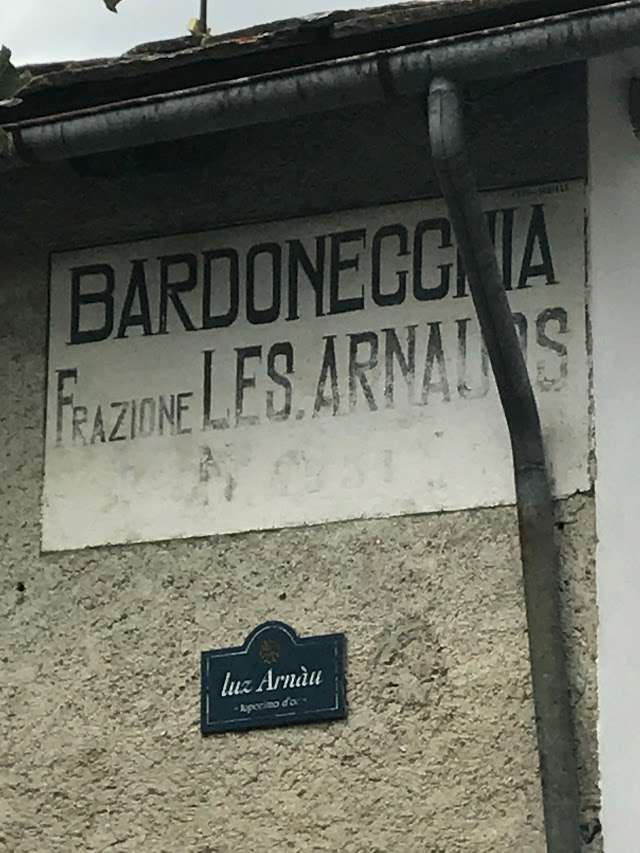 BARDONECCHIA
FRAZIONE LES. ARNAUDS
luz Arnàu